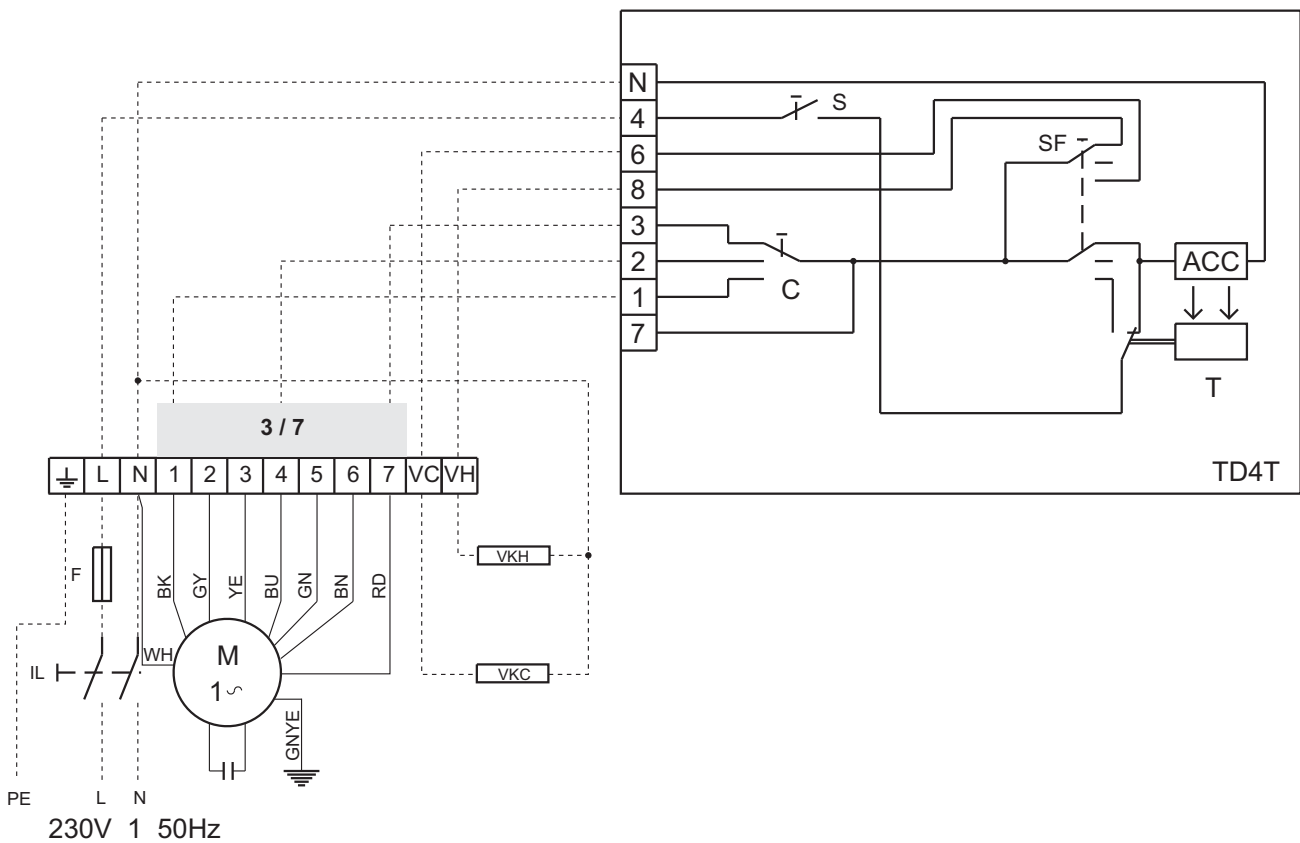 N
4
S
6
SF
8
3
2
ACC
C
1
7
T
3 / 7
L N 1 2 3 4 5 6 7 VC VH
TD4T
VKH
F
BK
GY
YE
BU
GN
BN
RD
WH
M
1~
IL
VKC
GNYE
PE L N
230V 1 50Hz